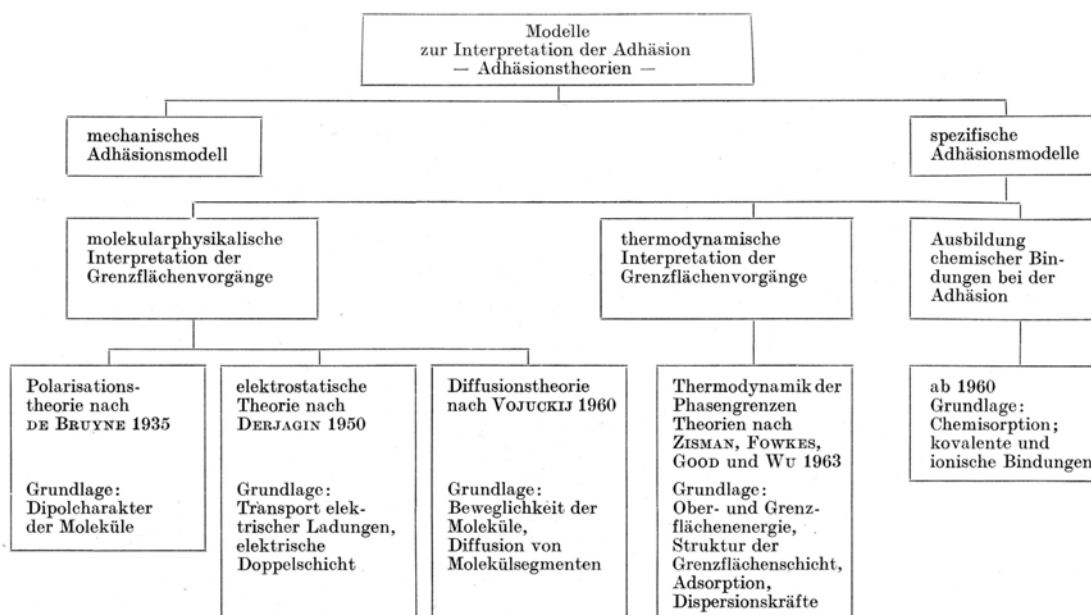 Modelle
zur Interpretation der Adhäsion
— Adhäsionstheorien —
mechanisches
Adhäsionsmodell
spezifische
Adhäsionsmodelle
molekularphysikalische
Interpretation der
Grenzflächenvorgänge
thermodynamische
Interpretation der
Grenzflächenvorgänge
Ausbildung
chemischer Bin-
dungen bei der
Adhäsion
Polarisations-
theorie nach
DE BRUYNE 1935
Grundlage:
Dipolcharakter
der Moleküle
elektrostatische
Theorie nach
DERJAGIN 1950
Grundlage:
Transport elek-
trischer Ladungen,
elektrische
Doppelschicht
Diffusionstheorie
nach VOJUCKIJ 1960
Grundlage:
Beweglichkeit der
Moleküle,
Diffusion von
Molekülsegmenten
Thermodynamik der
Phasengrenzen
Theorien nach
ZISMAN, FOWKES,
GOOD und WU 1963
Grundlage:
Ober- und Grenz-
flächenenergie,
Struktur der
Grenzflächenschicht,
Adsorption,
Dispersionskräfte
ab 1960
Grundlage:
Chemisorption;
kovalente und
ionische Bindungen